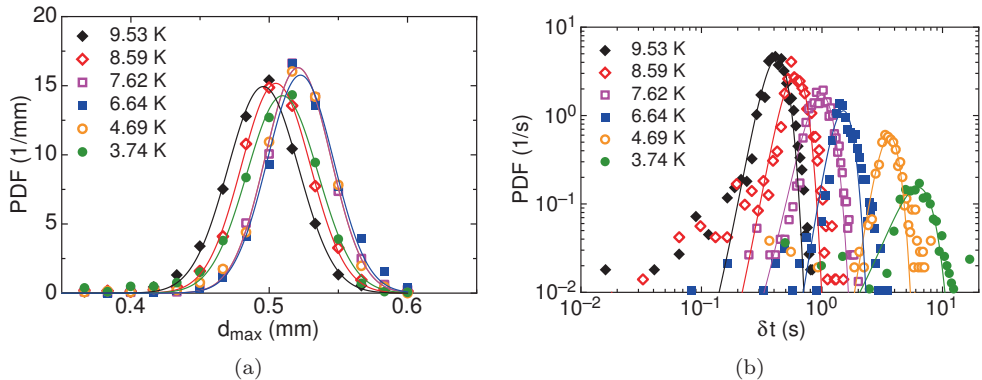 20
15
10
5
0
0.4
0.5
0.6
PDF (1/mm)
d_max (mm)
9.53 K
8.59 K
7.62 K
6.64 K
4.69 K
3.74 K
(a)
10^1
10^0
10^-1
10^-2
10^-2
10^-1
10^0
10^1
PDF (1/s)
δt (s)
9.53 K
8.59 K
7.62 K
6.64 K
4.69 K
3.74 K
(b)